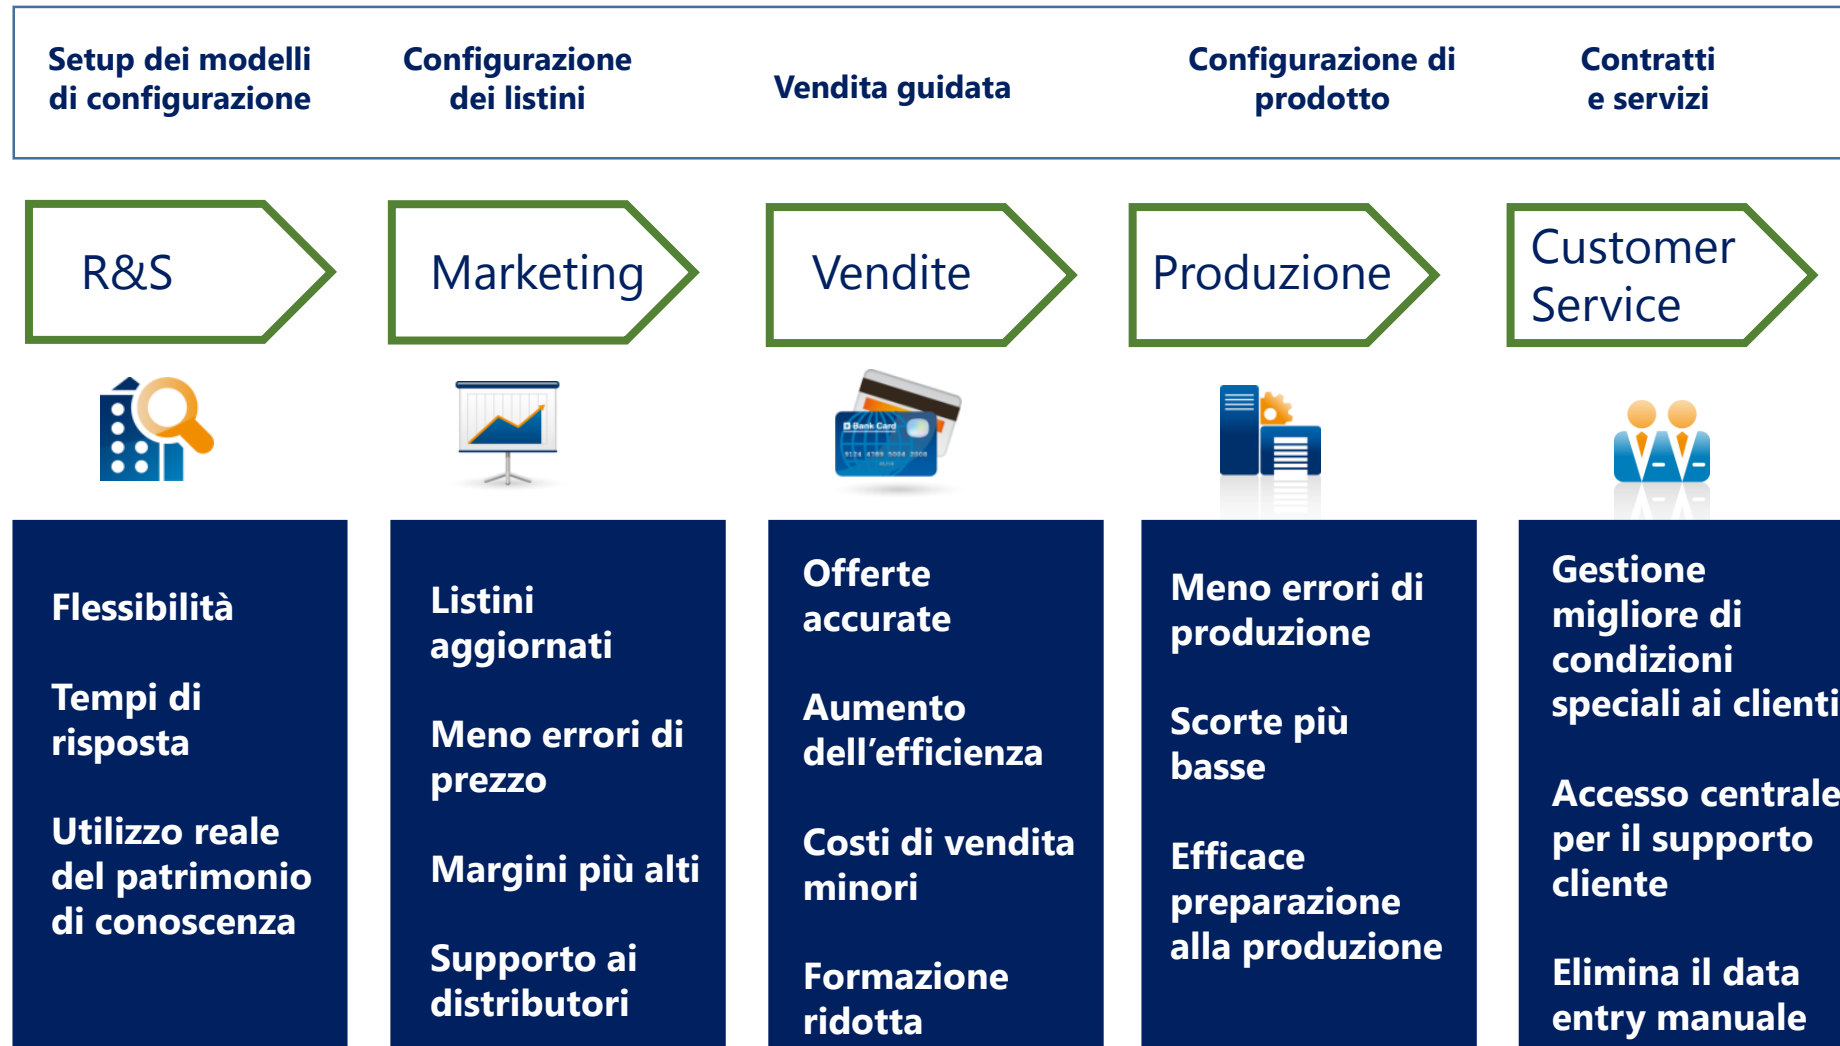 Setup dei modelli
di configurazione
Configurazione
dei listini
Vendita guidata
Configurazione di
prodotto
Contratti
e servizi
R&S
Marketing
Vendite
Produzione
Customer
Service
Bank Card
Flessibilità
Tempi di
risposta
Utilizzo reale
del patrimonio
di conoscenza
Listini
aggiornati
Meno errori di
prezzo
Margini più alti
Supporto ai
distributori
Offerte
accurate
Aumento
dell’efficienza
Costi di vendita
minori
Formazione
ridotta
Meno errori di
produzione
Scorte più
basse
Efficace
preparazione
alla produzione
Gestione
migliore di
condizioni
speciali ai clienti
Accesso centrale
per il supporto
cliente
Elimina il data
entry manuale